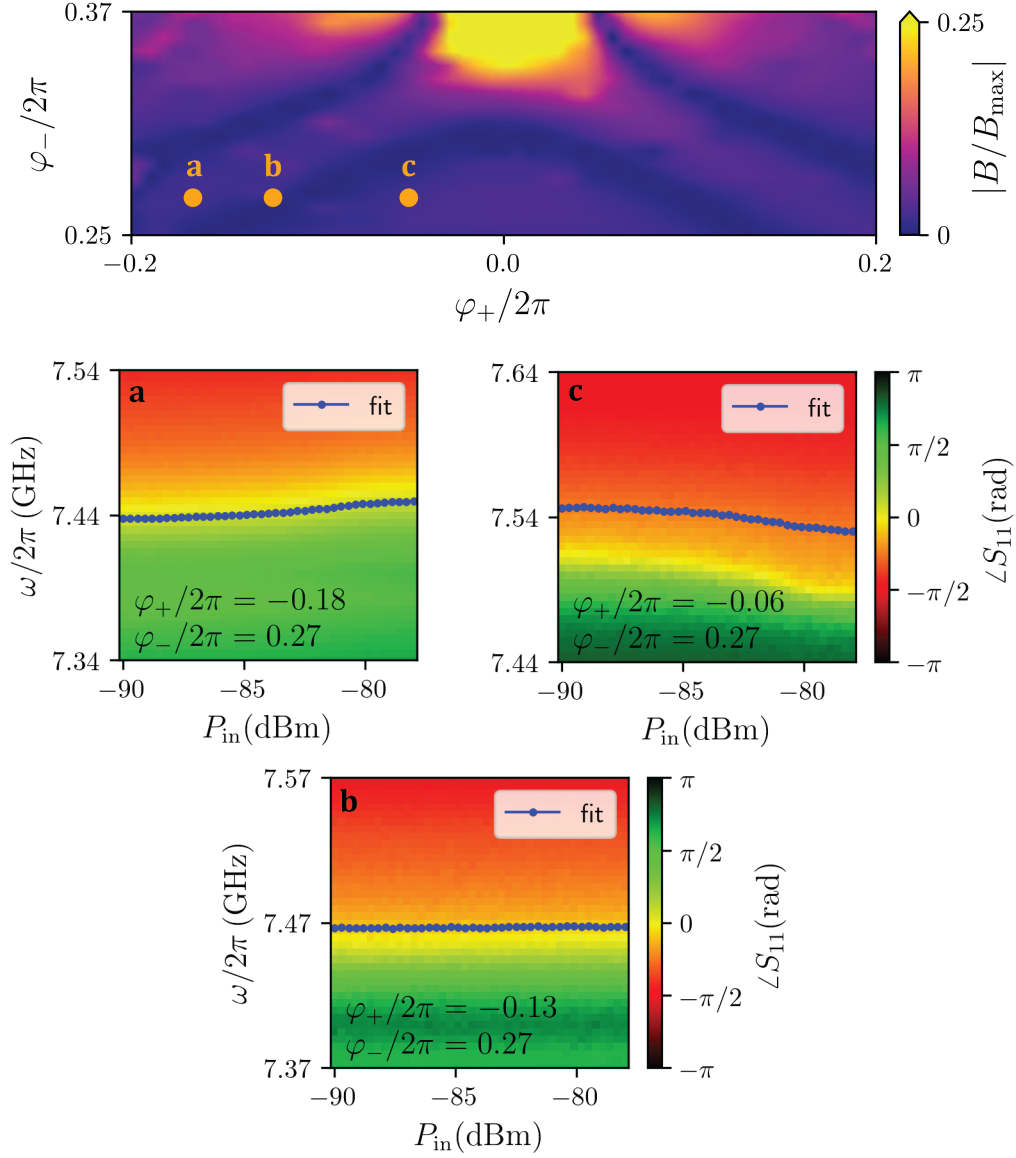 0.37
0.25
φ₋/2π
a
b
c
−0.2
0.0
0.2
φ₊/2π
0.25
0
|B/Bmax|
7.54
7.44
7.34
ω/2π (GHz)
a
fit
φ₊/2π = −0.18
φ₋/2π = 0.27
−90
−85
−80
Pin(dBm)
7.64
7.54
7.44
c
fit
φ₊/2π = −0.06
φ₋/2π = 0.27
−90
−85
−80
Pin(dBm)
π
π/2
0
−π/2
−π
∠S₁₁(rad)
7.57
7.47
7.37
ω/2π (GHz)
b
fit
φ₊/2π = −0.13
φ₋/2π = 0.27
−90
−85
−80
Pin(dBm)
π
π/2
0
−π/2
−π
∠S₁₁(rad)